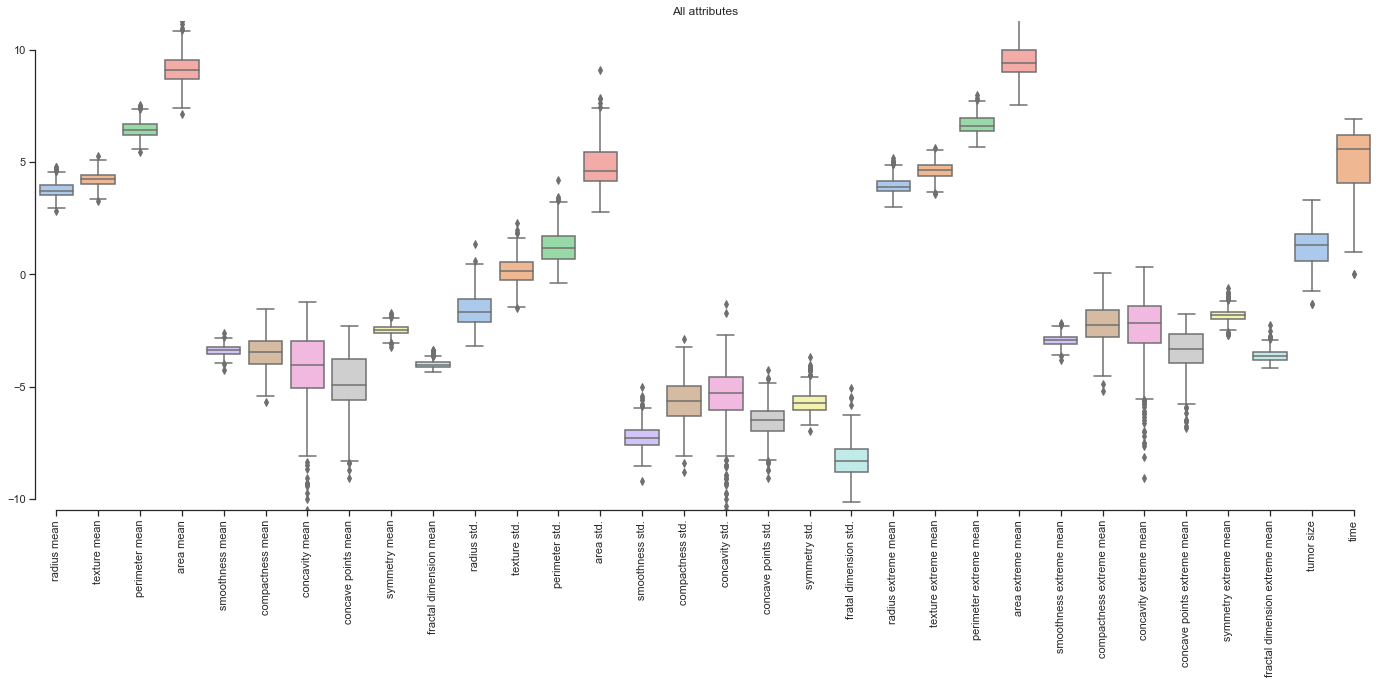 All attributes
10
5
0
−5
−10
radius mean
texture mean
perimeter mean
area mean
smoothness mean
compactness mean
concavity mean
concave points mean
symmetry mean
fractal dimension mean
radius std.
texture std.
perimeter std.
area std.
smoothness std.
compactness std.
concavity std.
concave points std.
symmetry std.
fratal dimension std.
radius extreme mean
texture extreme mean
perimeter extreme mean
area extreme mean
smoothness extreme mean
compactness extreme mean
concavity extreme mean
concave points extreme mean
symmetry extreme mean
fractal dimension extreme mean
tumor size
time